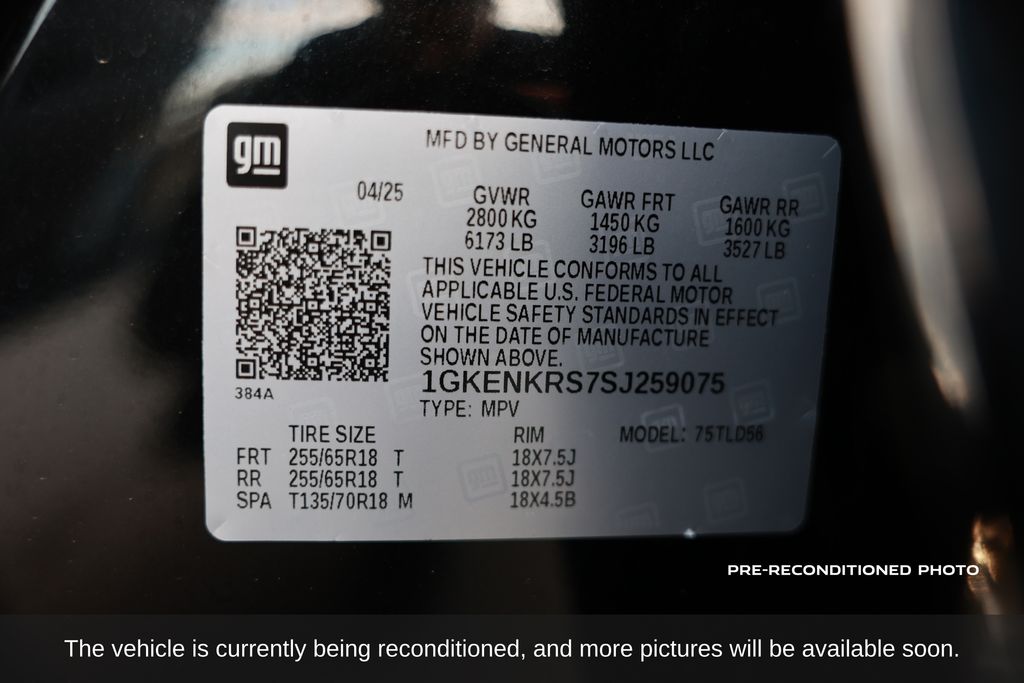 gm
MFD BY GENERAL MOTORS LLC
04/25
GVWR
2800 KG
6173 LB
GAWR FRT
1450 KG
3196 LB
GAWR RR
1600 KG
3527 LB
THIS VEHICLE CONFORMS TO ALL
APPLICABLE U.S. FEDERAL MOTOR
VEHICLE SAFETY STANDARDS IN EFFECT
ON THE DATE OF MANUFACTURE
SHOWN ABOVE.
1GKENKRS7SJ259075
384A
TYPE: MPV
TIRE SIZE RIM MODEL: 75TLD56
FRT 255/65R18 T 18X7.5J
RR 255/65R18 T 18X7.5J
SPA T135/70R18 M 18X4.5B
PRE-RECONDITIONED PHOTO
The vehicle is currently being reconditioned, and more pictures will be available soon.